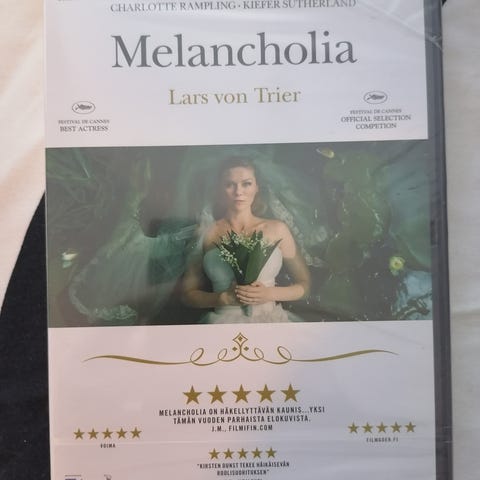 CHARLOTTE RAMPLING · KIEFER SUTHERLAND
Melancholia
Lars von Trier
FESTIVAL DE CANNES
BEST ACTRESS
FESTIVAL DE CANNES
OFFICIAL SELECTION
COMPETION
MELANCHOLIA ON HÄKELLYTTÄVÄN KAUNIS...YKSI
TÄMÄN VUODEN PARHAISTA ELOKUVISTA.
J.M., FILMIFIN.COM
VOIMA
FILMGOER.FI
"KIRSTEN DUNST TEKEE HÄIKÄISEVÄN
ROOLISUORITUKSEN"